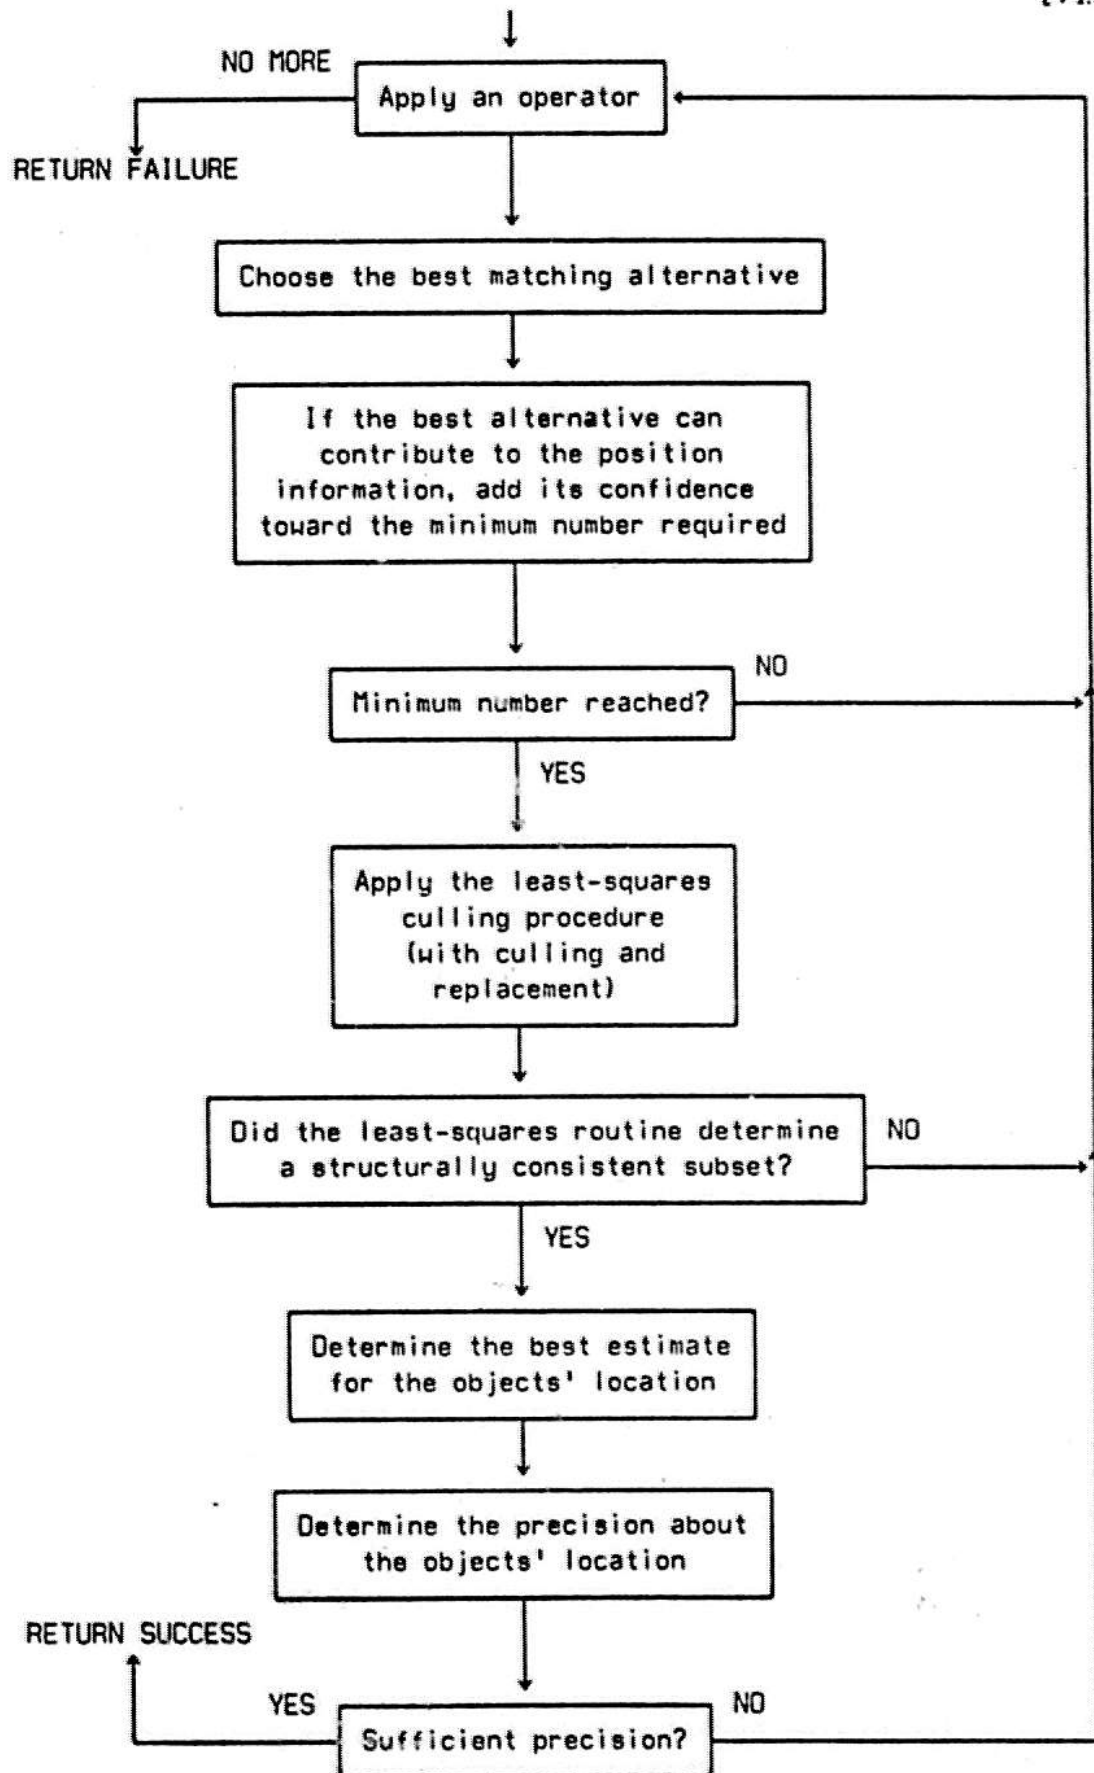 NO MORE
Apply an operator
RETURN FAILURE
Choose the best matching alternative
If the best alternative can
contribute to the position
information, add its confidence
toward the minimum number required
NO
Minimum number reached?
YES
Apply the least-squares
culling procedure
(with culling and
replacement)
Did the least-squares routine determine
NO
a structurally consistent subset?
YES
Determine the best estimate
for the objects' location
Determine the precision about
the objects' location
RETURN SUCCESS
YES
NO
Sufficient precision?